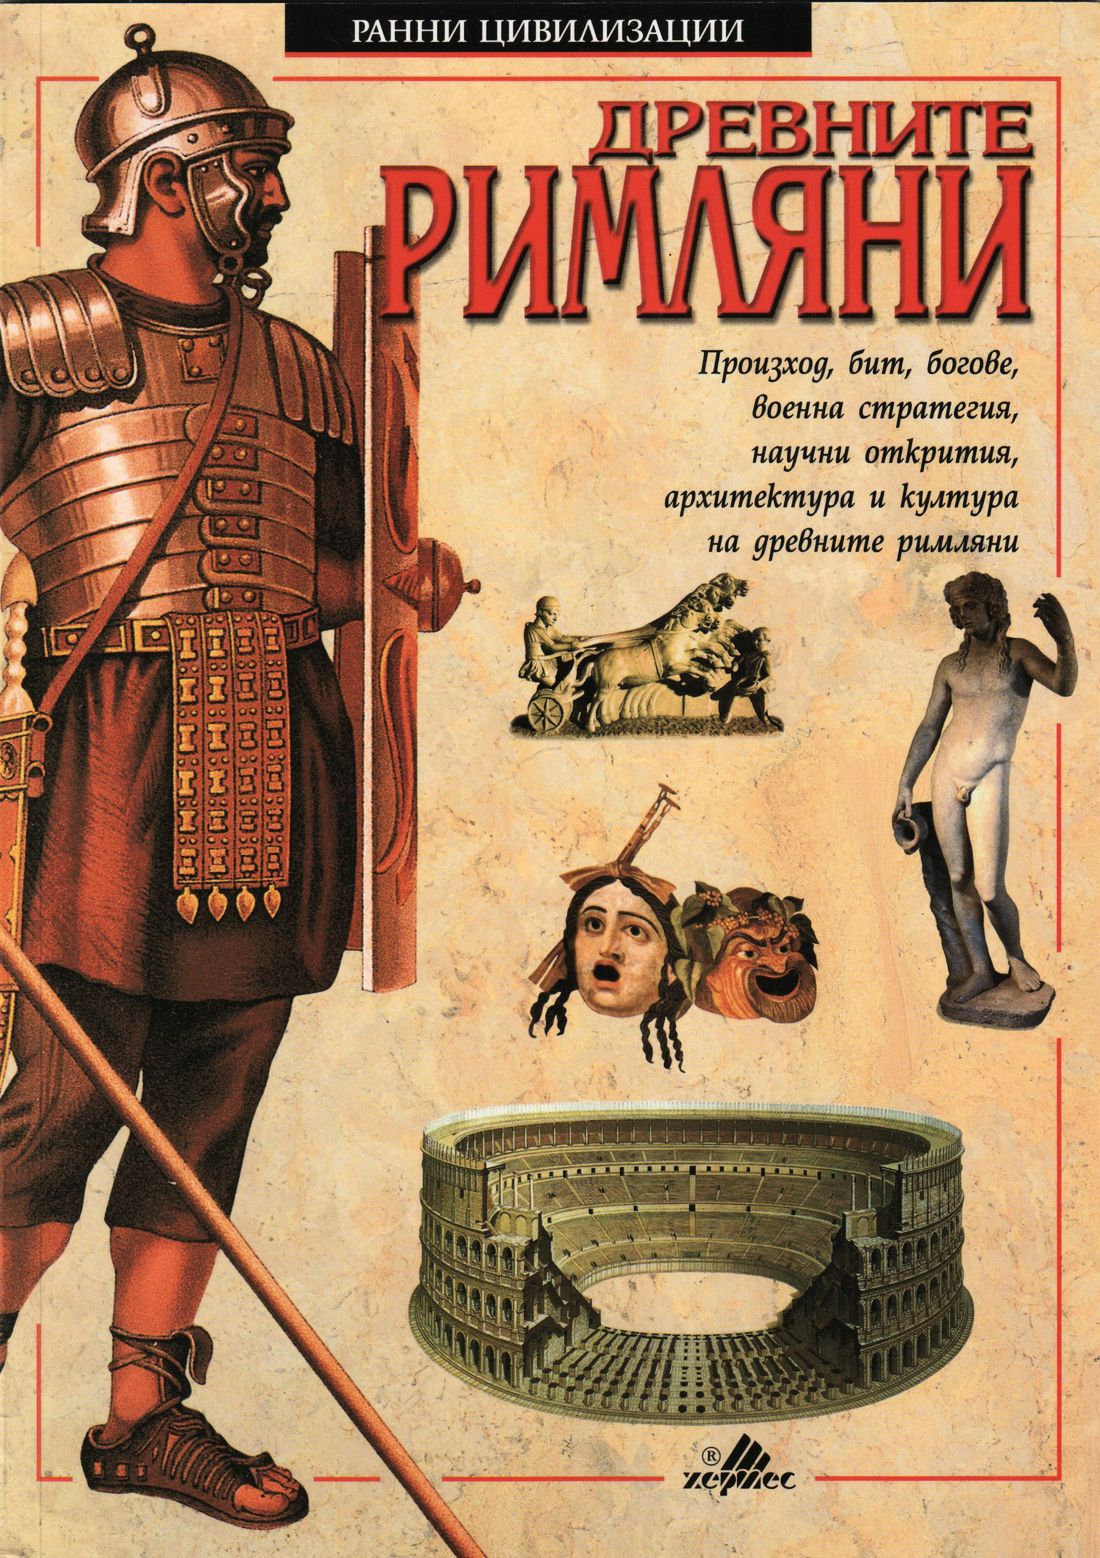 РАННИ ЦИВИЛИЗАЦИИ
ДРЕВНИТЕ
РИМЛЯНИ
Произход, бит, богове,
военна стратегия,
научни открития,
архитектура и култура
на древните римляни
®
хермес